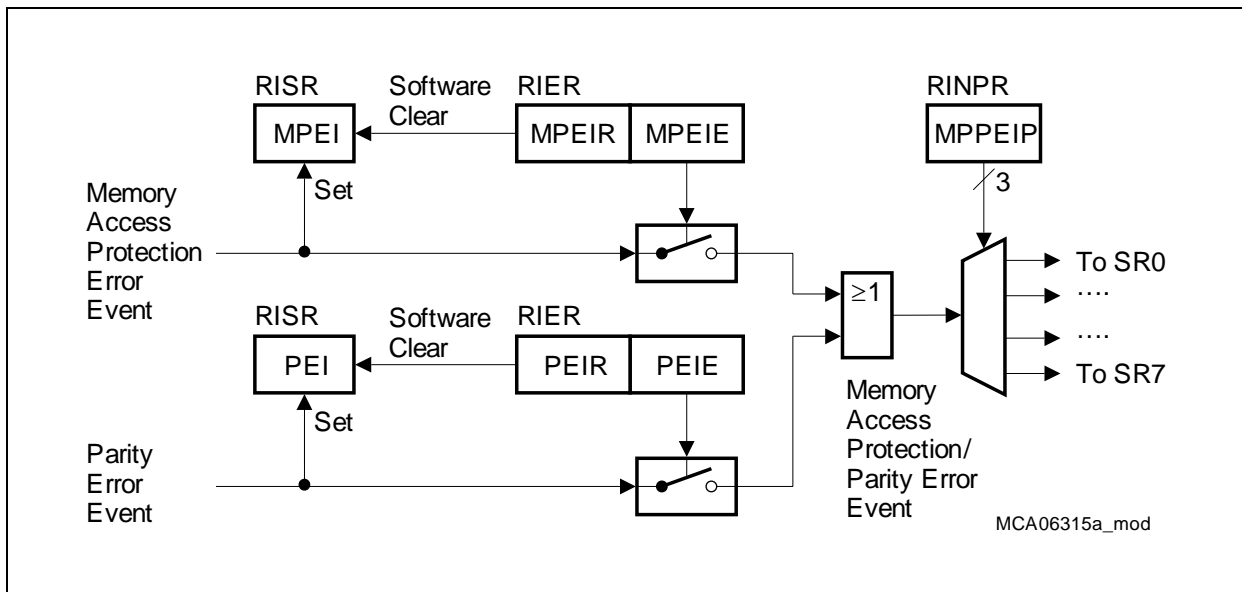 RISR
Software
Clear
RIER
RINPR
MPEI
MPEIR
MPEIE
MPPEIP
Set
3
Memory
Access
Protection
Error
Event
To SR0
....
....
To SR7
≥1
RISR
Software
Clear
RIER
PEI
PEIR
PEIE
Set
Parity
Error
Event
Memory
Access
Protection/
Parity Error
Event
MCA06315a_mod